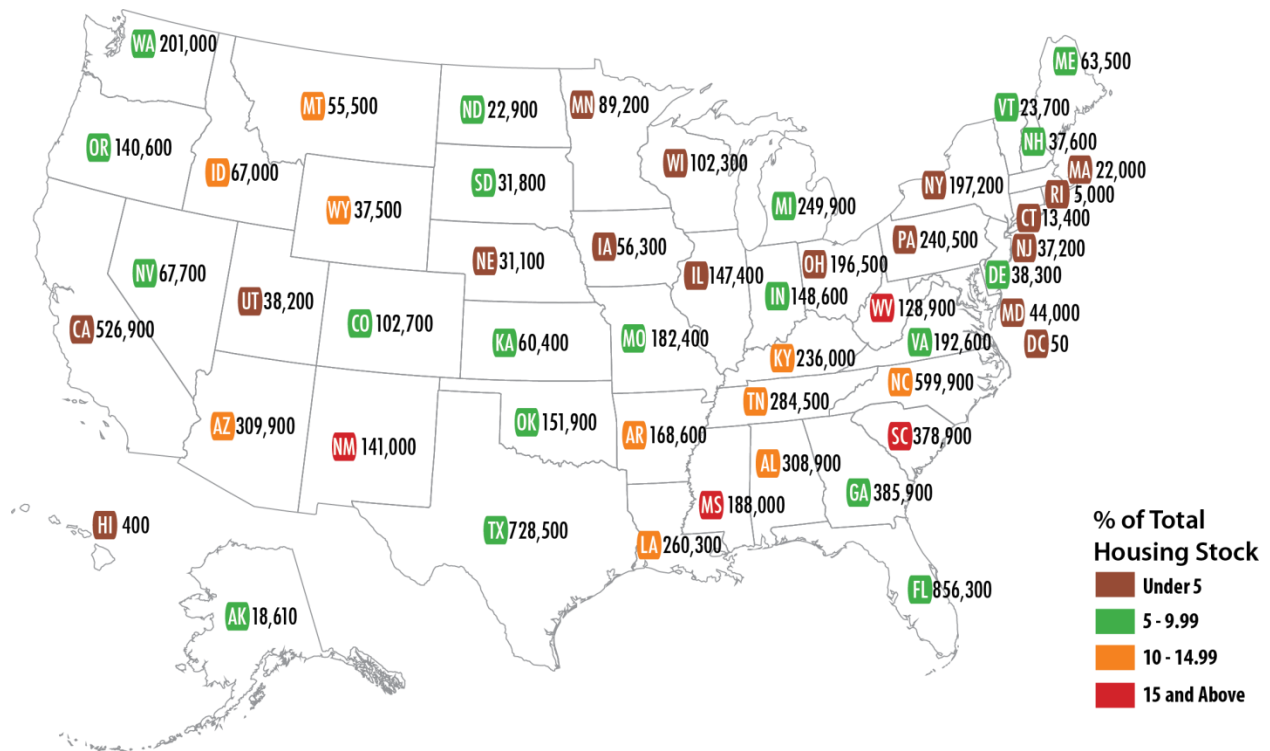 WA 201,000
ME 63,500
MT 55,500
ND 22,900
MN 89,200
VT 23,700
OR 140,600
NH 37,600
ID 67,000
WI 102,300
MA 22,000
SD 31,800
NY 197,200
RI 5,000
WY 37,500
MI 249,900
CT 13,400
PA 240,500
NJ 37,200
NE 31,100
IA 56,300
OH 196,500
NV 67,700
IL 147,400
DE 38,300
UT 38,200
IN 148,600
WV 128,900
MD 44,000
CA 526,900
CO 102,700
KA 60,400
MO 182,400
VA 192,600
DC 50
KY 236,000
NC 599,900
TN 284,500
AZ 309,900
OK 151,900
AR 168,600
SC 378,900
NM 141,000
AL 308,900
GA 385,900
MS 188,000
HI 400
TX 728,500
LA 260,300
FL 856,300
AK 18,610
% of Total
Housing Stock
Under 5
5 - 9.99
10 - 14.99
15 and Above